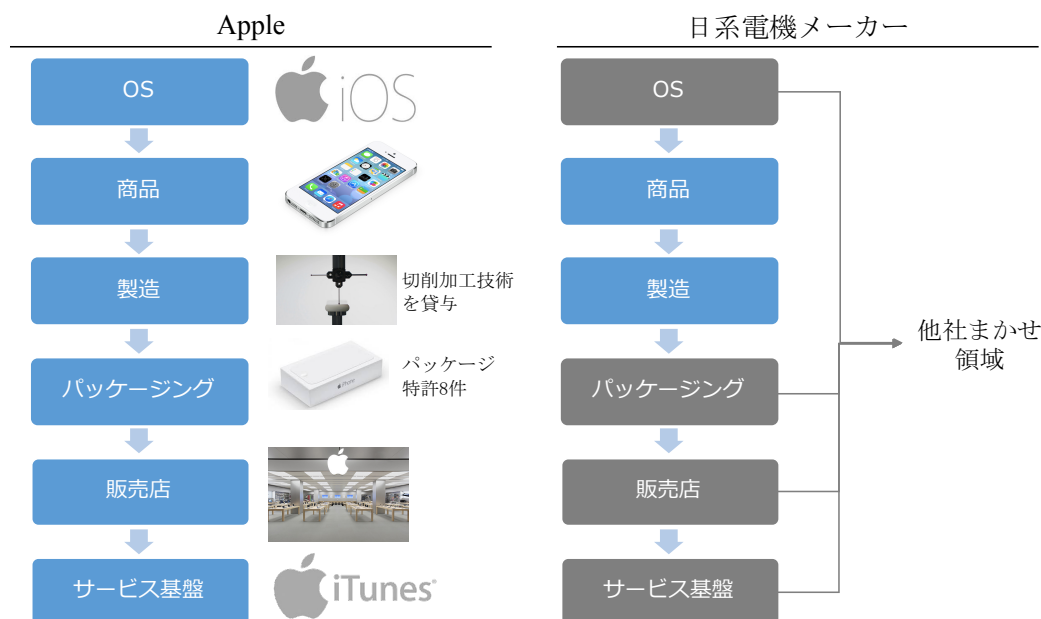 Apple
OS
iOS
商品
製造
切削加工技術
を貸与
パッケージング
パッケージ
特許8件
iPhone
販売店
サービス基盤
iTunes
日系電機メーカー
OS
商品
製造
パッケージング
販売店
サービス基盤
他社まかせ
領域